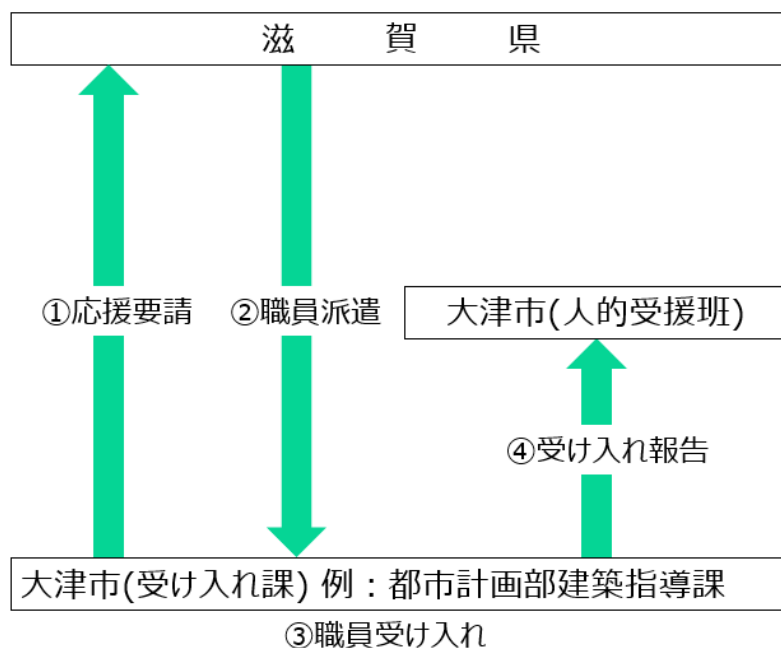 滋 賀 県
①応援要請
②職員派遣
大津市(人的受援班)
④受け入れ報告
大津市(受け入れ課) 例：都市計画部建築指導課
③職員受け入れ